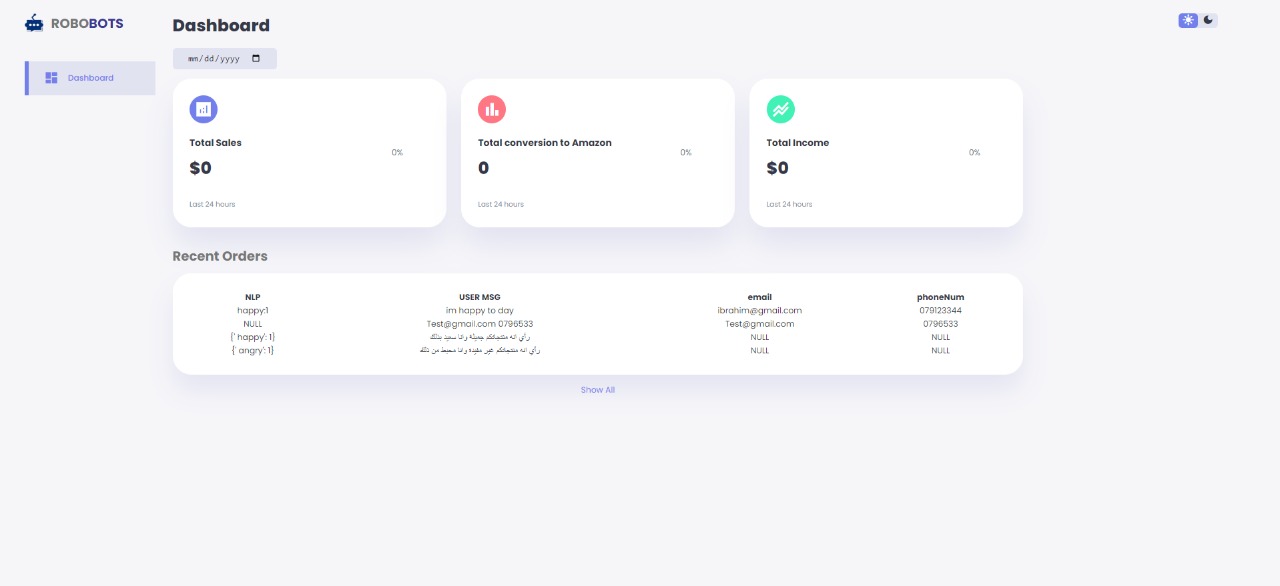 ROBOBOTS
Dashboard
Dashboard
mm/dd/yyyy
Total Sales
0%
$0
Last 24 hours
Total conversion to Amazon
0%
0
Last 24 hours
Total Income
0%
$0
Last 24 hours
Recent Orders
NLP USER MSG email phoneNum
happy:1 im happy to day ibrahim@gmail.com 079123344
NULL Test@gmail.com 0796533 Test@gmail.com 0796533
{' happy': 1} رأي انه منتجاتكم جميلة وانا سعيد بذلك NULL NULL
{' angry': 1} رأي انه منتجاتكم غير مفيده وانا محبط من ذلك NULL NULL
Show All